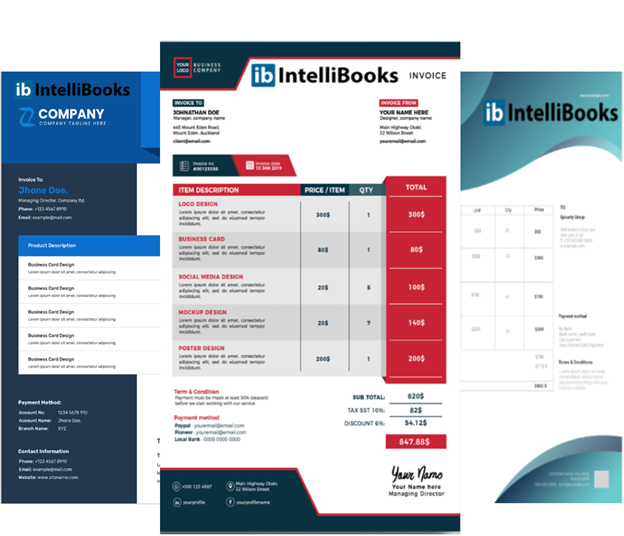 ib IntelliBooks
COMPANY
COMPANY TAGLINE HERE
Invoice To:
Jhone Doe.
Managing Director, Company ltd.
Phone: +123 4567 8910
Email: example@mail.com
Product Description
Business Card Design
Lorem ipsum dolor sit amet, consectetur adipiscing
Business Card Design
Lorem ipsum dolor sit amet, consectetur adipiscing
Business Card Design
Lorem ipsum dolor sit amet, consectetur adipiscing
Business Card Design
Lorem ipsum dolor sit amet, consectetur adipiscing
Business Card Design
Lorem ipsum dolor sit amet, consectetur adipiscing
Payment Method:
Account No: 1234 5678 910
Account Name: Jhone Doe.
Branch Name: XYZ
Contact Information
Phone: +123 4567 8910
Email: example@mail.com
Website: www.sitename.com
YOUR LOGO
BUSINESS COMPANY
ib IntelliBooks
INVOICE
INVOICE TO
JOHNATHAN DOE
Manager, company name
445 Mount Eden Road,
Mount Eden, Auckland
client@email.com
INVOICE FROM
YOUR NAME HERE
Designer, company name
Main Highway Otaki,
32 Wilson Street
youremail@email.com
Invoice no
#00123558
Invoice date
10 JAN 2019
ITEM DESCRIPTION PRICE / ITEM QTY TOTAL
LOGO DESIGN
Lorem ipsum dolor sit amet, consectetur
adipiscing elit, sed do eiusmod tempor
incididunt.
300$ 1 300$
BUSINESS CARD
Lorem ipsum dolor sit amet, consectetur
adipiscing elit, sed do eiusmod tempor
incididunt.
80$ 1 80$
SOCIAL MEDIA DESIGN
Lorem ipsum dolor sit amet, consectetur
adipiscing elit, sed do eiusmod tempor
incididunt.
20$ 5 100$
MOCKUP DESIGN
Lorem ipsum dolor sit amet, consectetur
adipiscing elit, sed do eiusmod tempor
incididunt.
20$ 7 140$
POSTER DESIGN
Lorem ipsum dolor sit amet, consectetur
adipiscing elit, sed do eiusmod tempor
incididunt.
200$ 1 200$
Term & Condition
Payment must be made at least 50% (deposit)
before we start working with our service.
Payment method
Paypal : youremail@email.com
Pioneer : youremail@email.com
Local Bank : 0000 0000 0000
SUB TOTAL: 820$
TAX SST 10%: 82$
DISCOUNT 6%: 54.12$
847.88$
Your Name
Your Name here
Managing Director
+000 123 4567
yourprofile
Main Highway Otaki,
32 Wilson Street
yourprofilename
ib IntelliBooks
Unit Qty Price
Payment method
Terms & Conditions